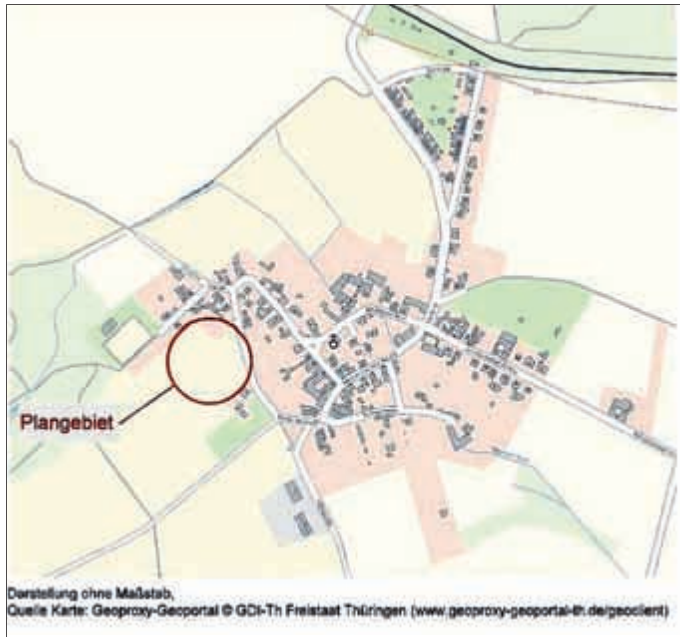 Plangebiet
Darstellung ohne Maßstab,
Quelle Karte: Geoproxy-Geoportal © GDI-Th Freistaat Thüringen (www.geoproxy-geoportal-th.de/geoclient)